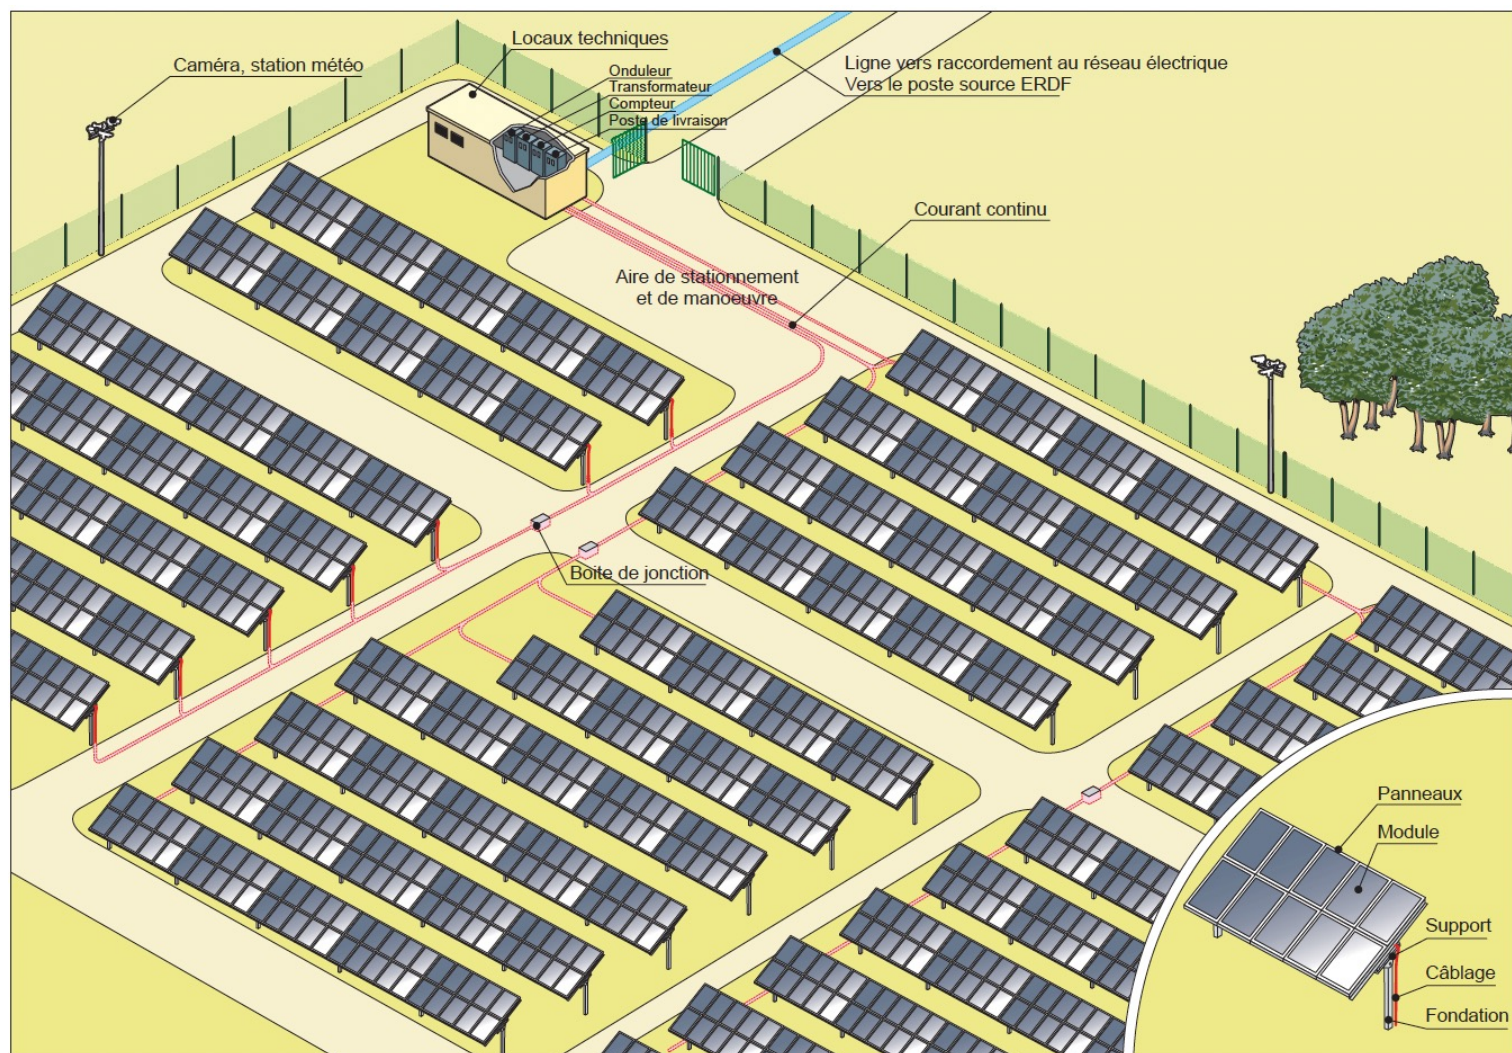 Locaux techniques
Caméra, station météo
Onduleur
Transformateur
Compteur
Poste de livraison
Ligne vers raccordement au réseau électrique
Vers le poste source ERDF
Courant continu
Aire de stationnement
et de manoeuvre
Boite de jonction
Panneaux
Module
Support
Câblage
Fondation